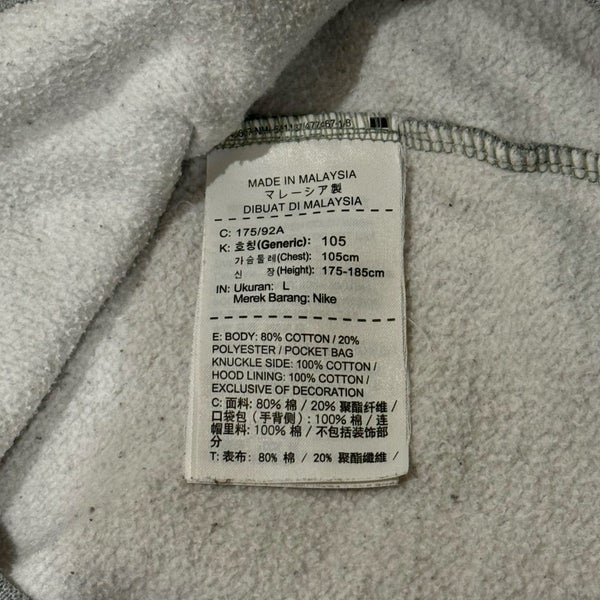 MADE IN MALAYSIA
マレーシア製
DIBUAT DI MALAYSIA
C: 175/92A
K: 호칭(Generic): 105
가슴둘레(Chest): 105cm
신 장(Height): 175-185cm
IN: Ukuran: L
Merek Barang: Nike
E: BODY: 80% COTTON / 20%
POLYESTER / POCKET BAG
KNUCKLE SIDE: 100% COTTON /
HOOD LINING: 100% COTTON /
EXCLUSIVE OF DECORATION
C: 面料: 80% 棉 / 20% 聚酯纤维 /
口袋包（手背侧）: 100% 棉 / 连
帽里料: 100% 棉 / 不包括装饰部
分
T: 表布: 80% 棉 / 20% 聚酯纖維 /